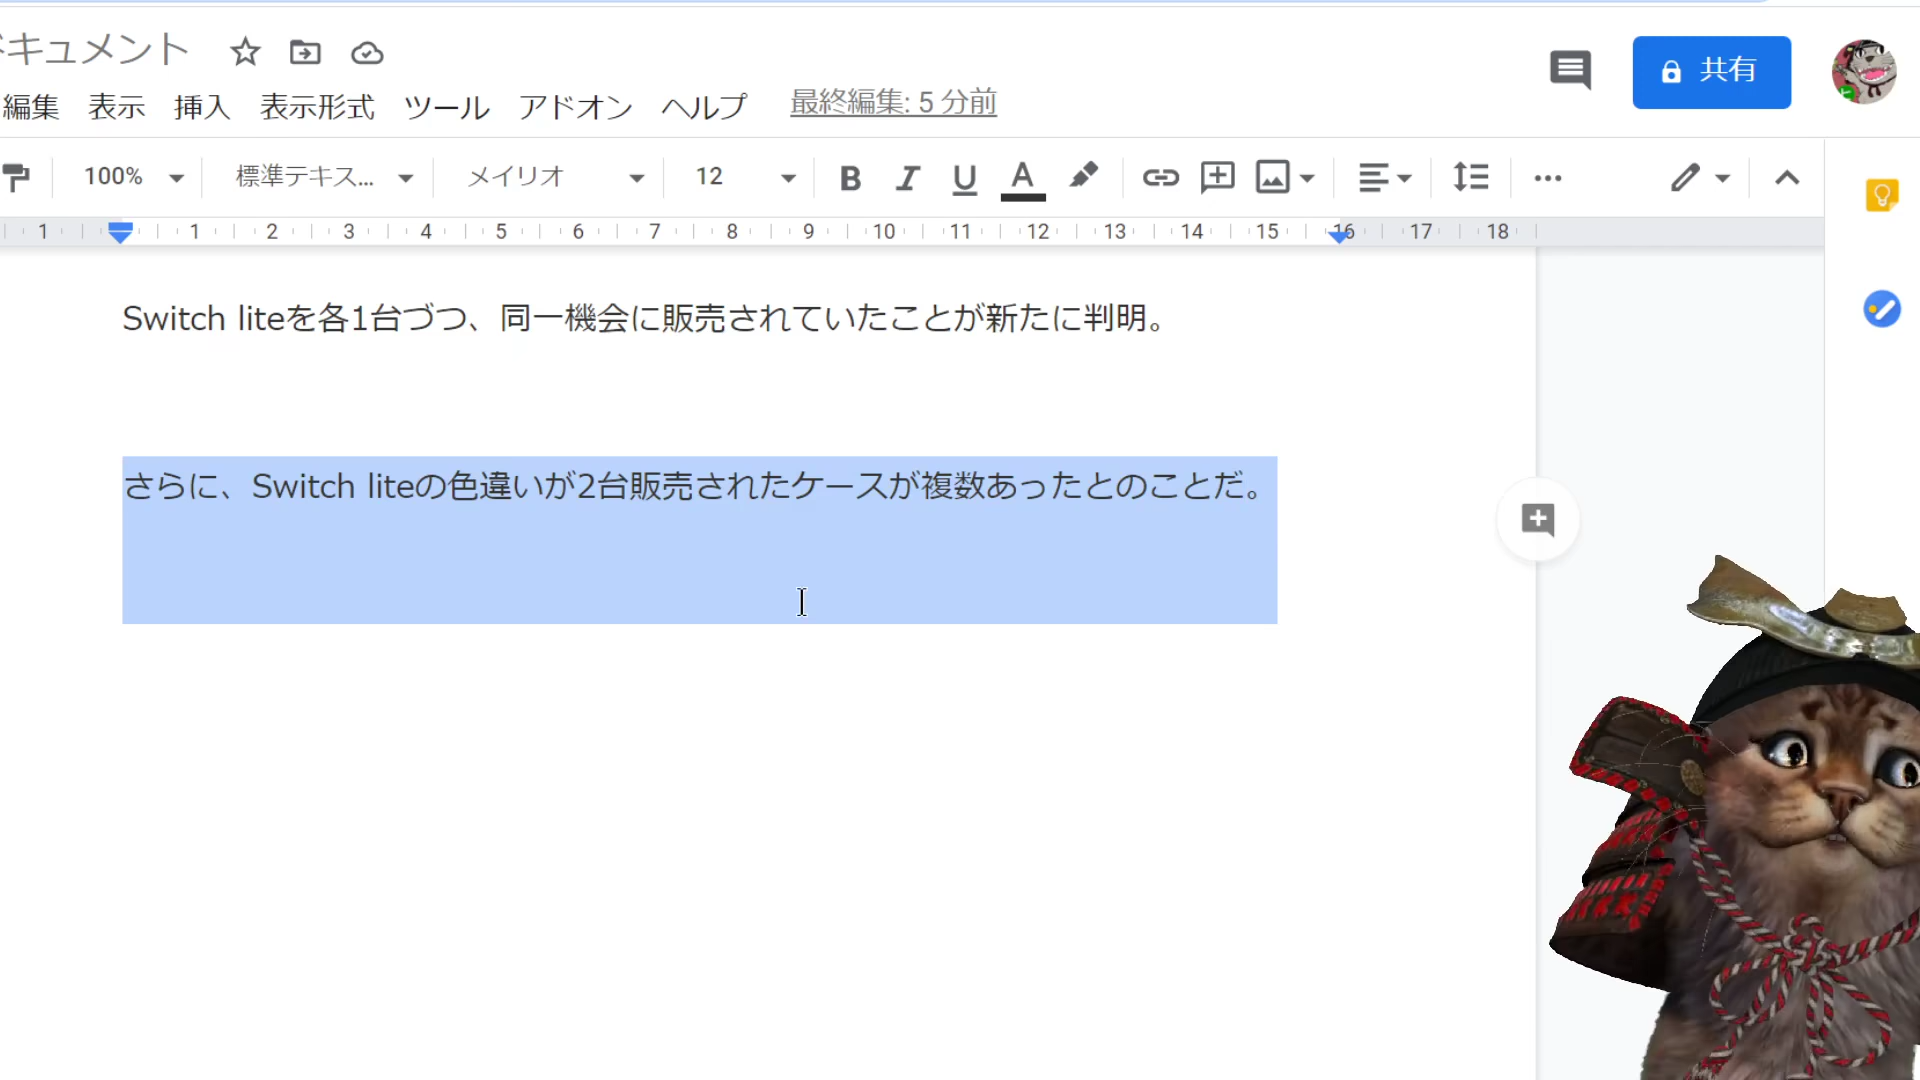 ドキュメント
編集 表示 挿入 表示形式 ツール アドオン ヘルプ 最終編集: 5 分前
共有
100% 標準テキス... メイリオ 12 B I U A
1 1 2 3 4 5 6 7 8 9 10 11 12 13 14 15 16 17 18
Switch liteを各1台づつ、同一機会に販売されていたことが新たに判明。
さらに、Switch liteの色違いが2台販売されたケースが複数あったとのことだ。